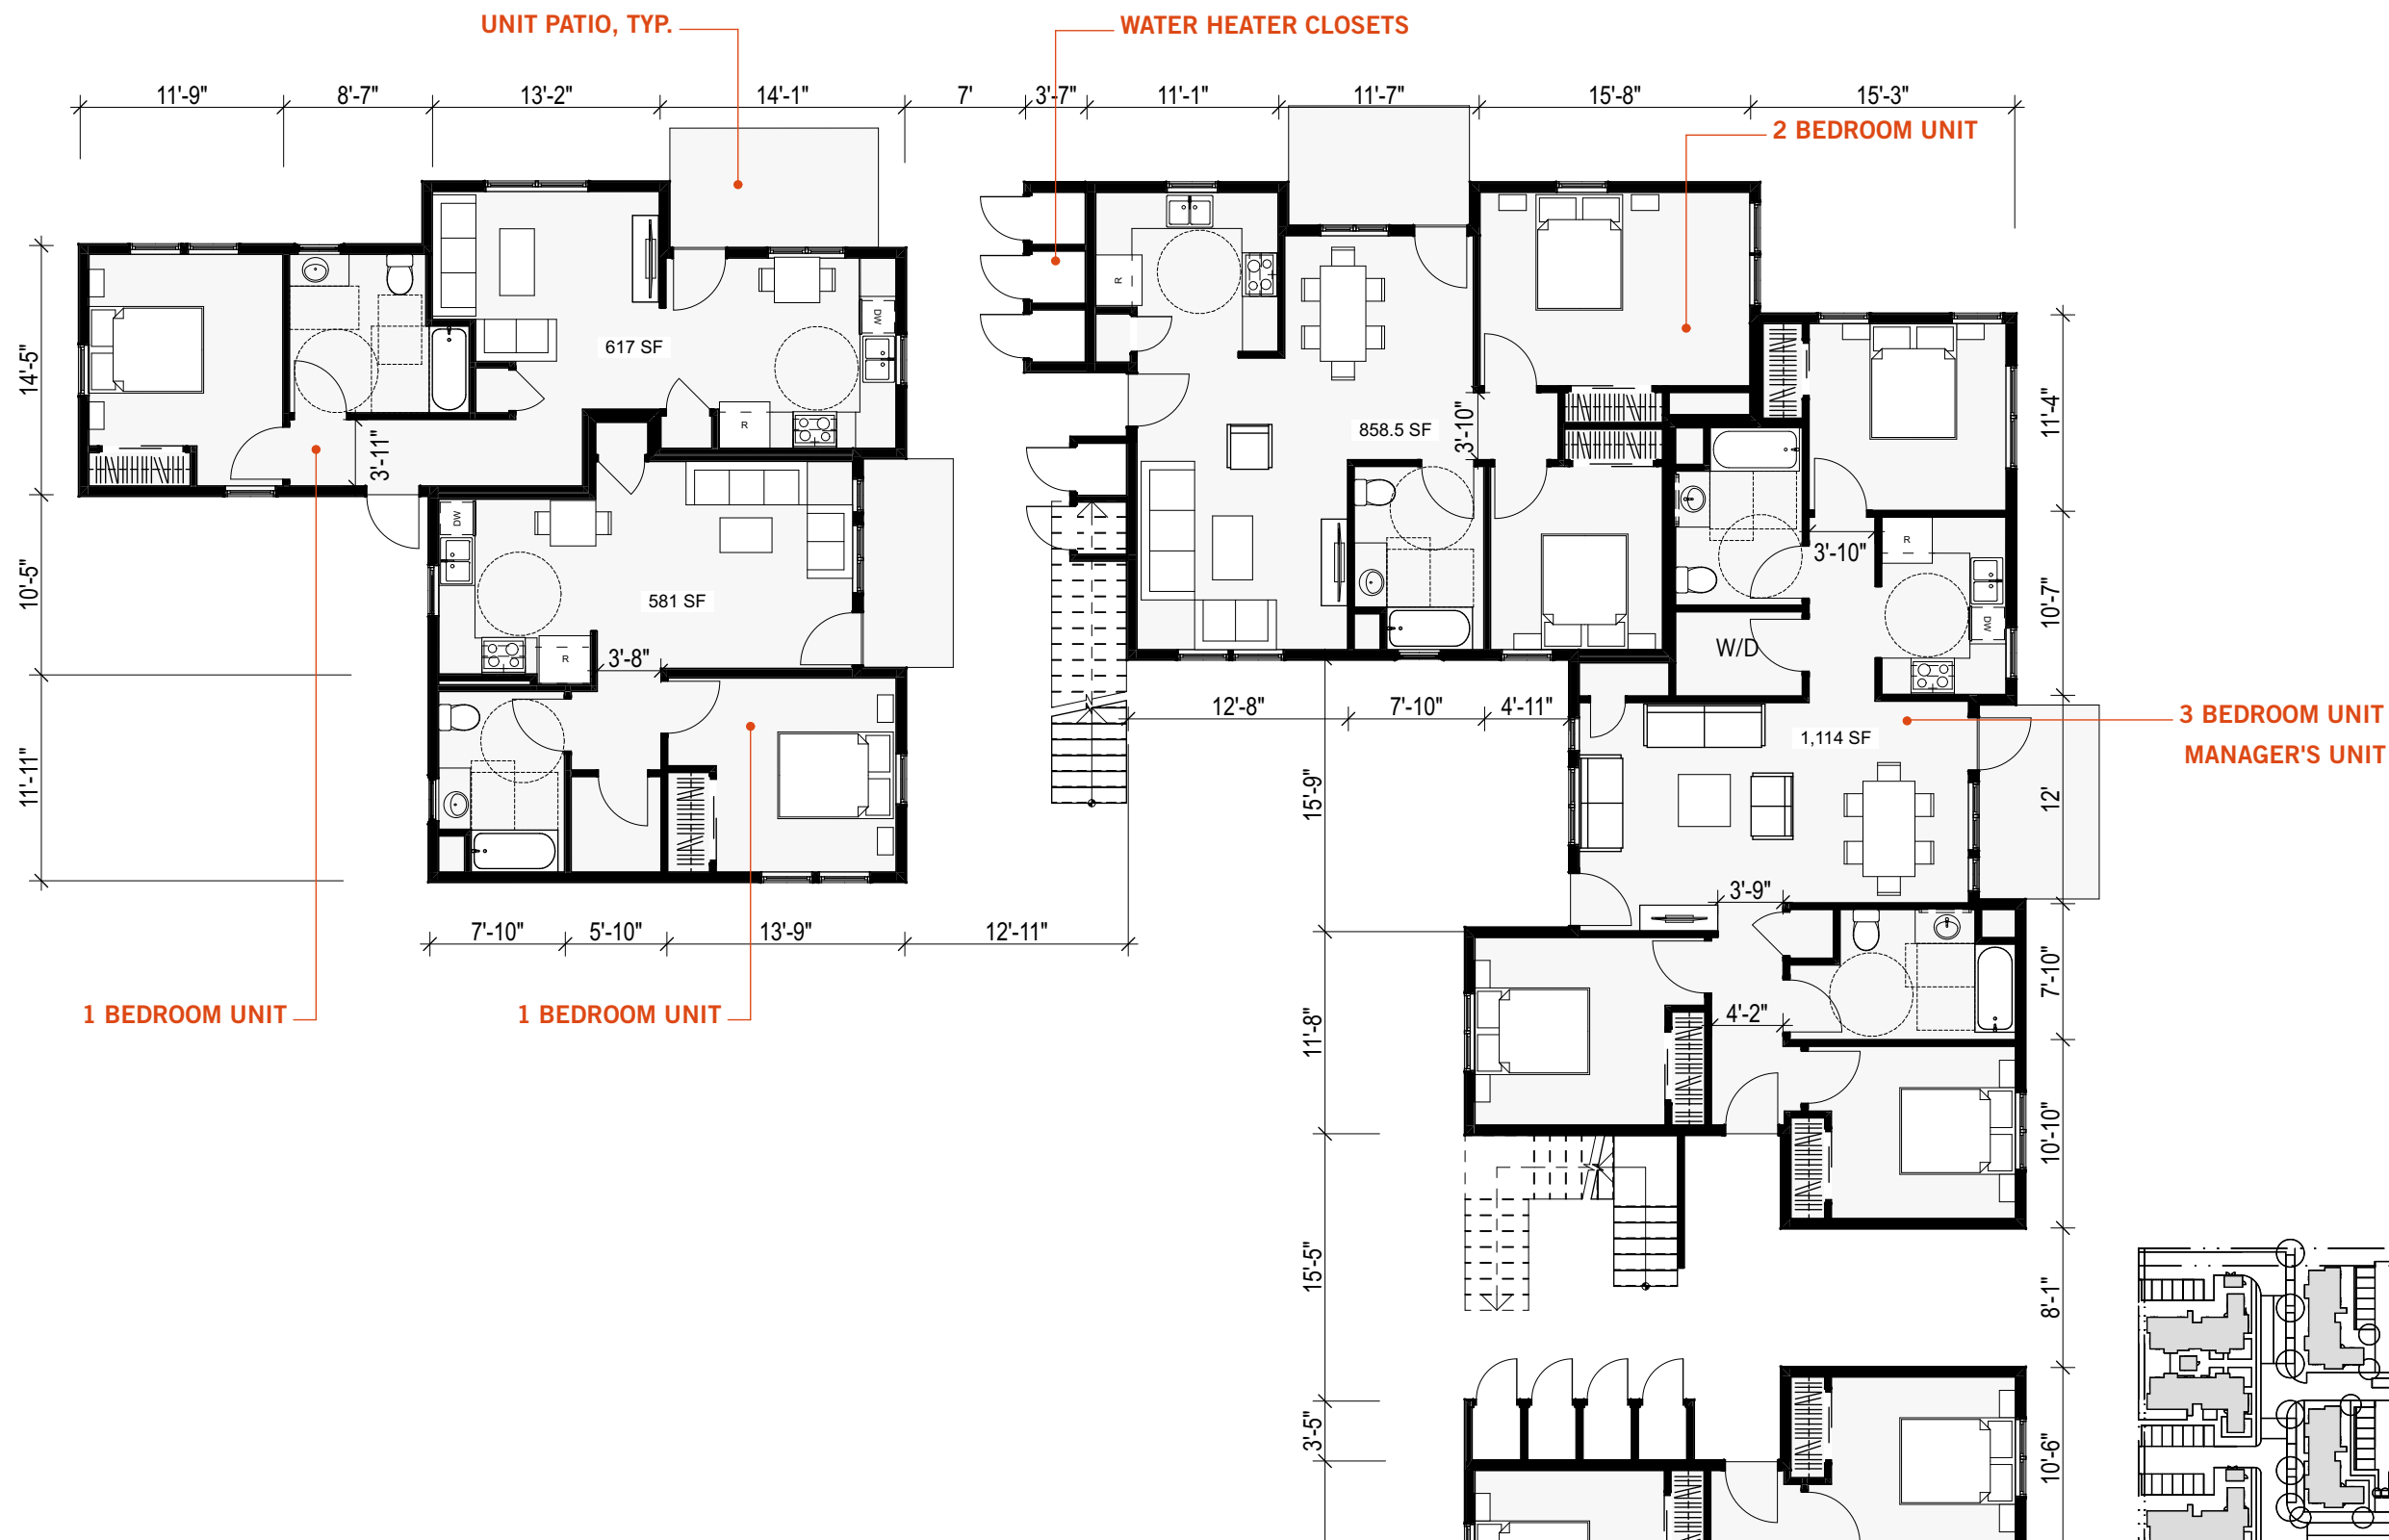 UNIT PATIO, TYP.
WATER HEATER CLOSETS
11'-9"
8'-7"
13'-2"
14'-1"
7'
3'-7"
11'-1"
11'-7"
15'-8"
15'-3"
2 BEDROOM UNIT
R
DW
617 SF
14'-5"
3'-11"
R
858.5 SF
3'-10"
11'-4"
DW
3'-10"
R
10'-5"
581 SF
10'-7"
DW
R
3'-8"
W/D
12'-8"
7'-10"
4'-11"
3 BEDROOM UNIT
MANAGER'S UNIT
1,114 SF
11'-11"
15'-9"
12'
3'-9"
7'-10"
5'-10"
13'-9"
12'-11"
7'-10"
1 BEDROOM UNIT
1 BEDROOM UNIT
4'-2"
11'-8"
10'-10"
15'-5"
8'-1"
3'-5"
10'-6"